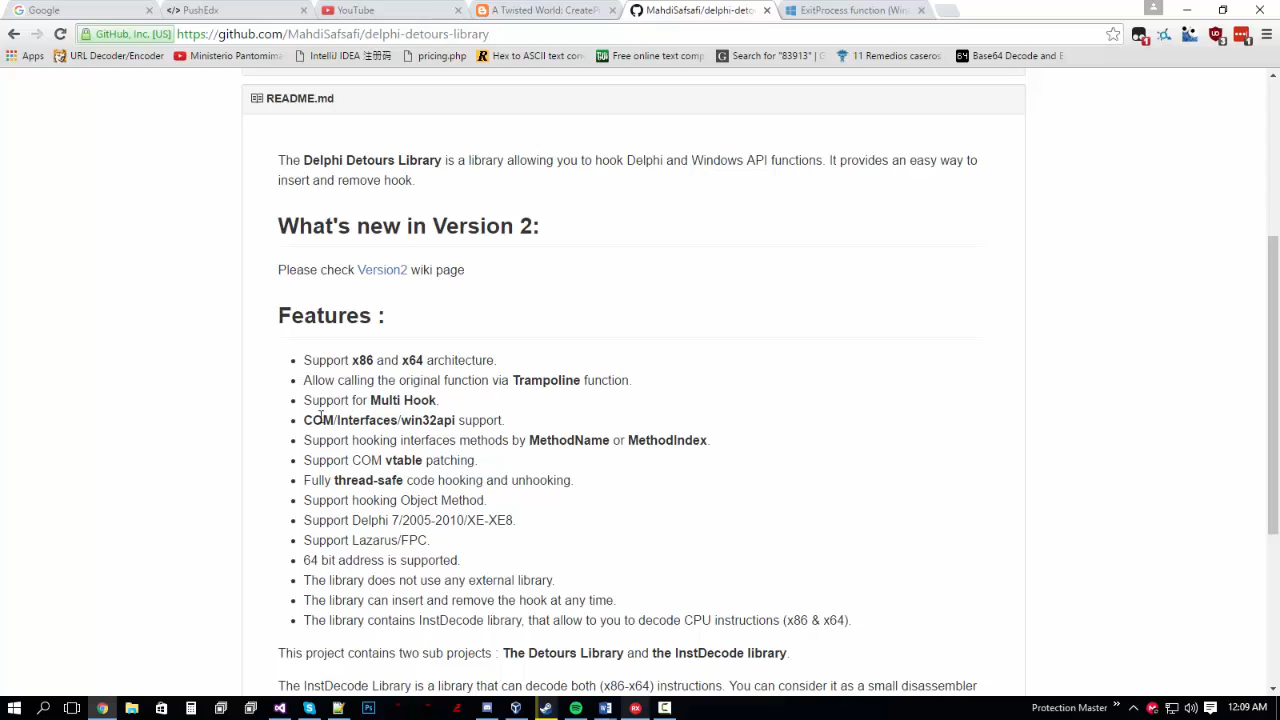 Google
PushEdx
YouTube
A Twisted World: CreateP
MahdiSafsafi/delphi-deto
ExitProcess function (Win
GitHub, Inc. [US]
https://github.com/MahdiSafsafi/delphi-detours-library
Apps
URL Decoder/Encoder
Ministerio Pantomima
IntelliJ IDEA 注册码
pricing.php
Hex to ASCII text con
Free online text comp
Search for "83913"
11 Remedios caseros
Base64 Decode and E
README.md
The Delphi Detours Library is a library allowing you to hook Delphi and Windows API functions. It provides an easy way to
insert and remove hook.
What's new in Version 2:
Please check Version2 wiki page
Features :
• Support x86 and x64 architecture.
• Allow calling the original function via Trampoline function.
• Support for Multi Hook.
• COM/Interfaces/win32api support.
• Support hooking interfaces methods by MethodName or MethodIndex.
• Support COM vtable patching.
• Fully thread-safe code hooking and unhooking.
• Support hooking Object Method.
• Support Delphi 7/2005-2010/XE-XE8.
• Support Lazarus/FPC.
• 64 bit address is supported.
• The library does not use any external library.
• The library can insert and remove the hook at any time.
• The library contains InstDecode library, that allow to you to decode CPU instructions (x86 & x64).
This project contains two sub projects : The Detours Library and the InstDecode library.
The InstDecode Library is a library that can decode both (x86-x64) instructions. You can consider it as a small disassembler
Protection Master
12:09 AM